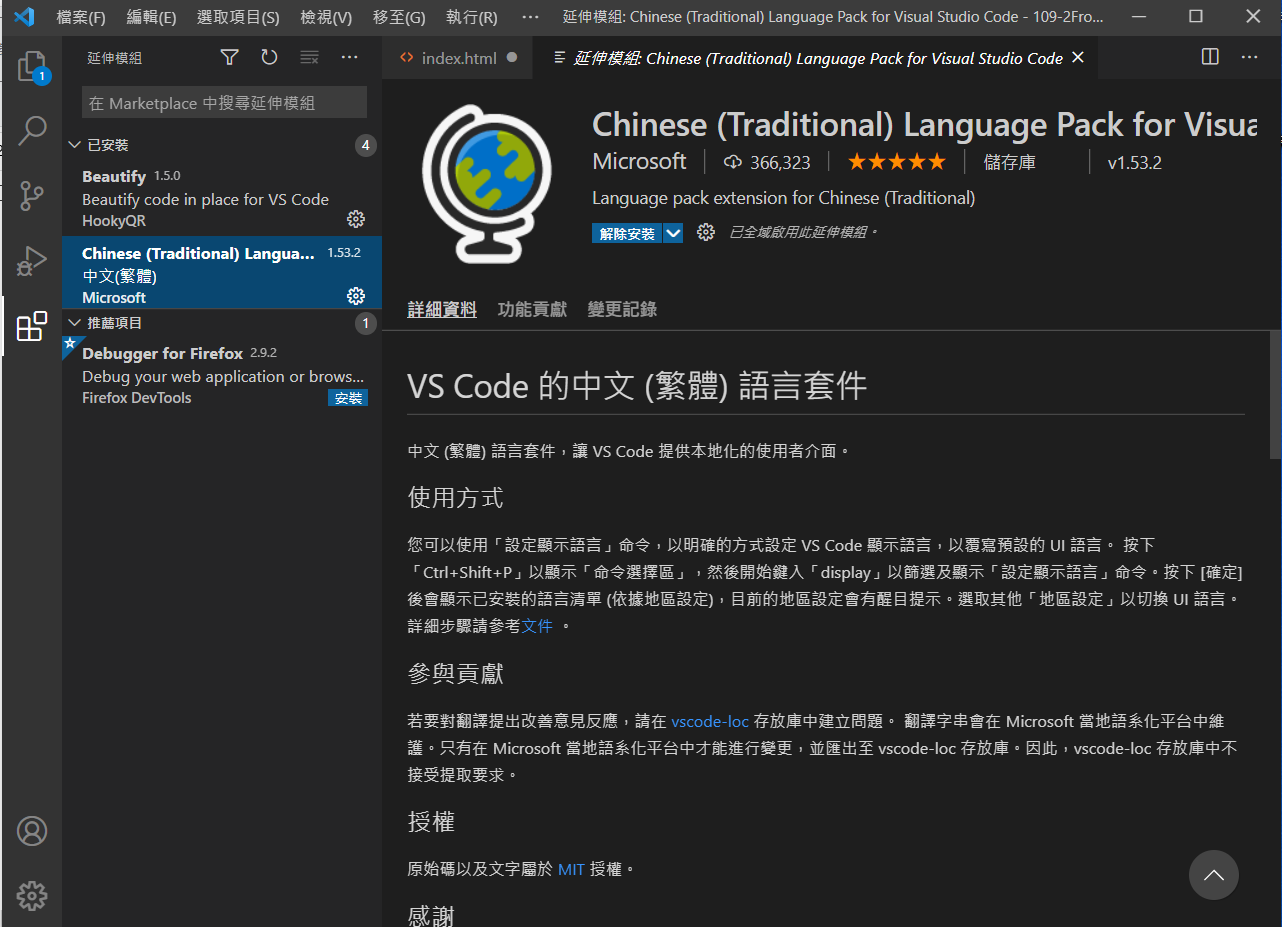 檔案(F) 編輯(E) 選取項目(S) 檢視(V) 移至(G) 執行(R) ··· 延伸模組: Chinese (Traditional) Language Pack for Visual Studio Code - 109-2Fro...
延伸模組
1
在 Marketplace 中搜尋延伸模組
已安裝 4
Beautify 1.5.0
Beautify code in place for VS Code
HookyQR
Chinese (Traditional) Langua... 1.53.2
中文(繁體)
Microsoft
推薦項目 1
Debugger for Firefox 2.9.2
Debug your web application or brows...
Firefox DevTools 安裝
index.html
延伸模組: Chinese (Traditional) Language Pack for Visual Studio Code
Chinese (Traditional) Language Pack for Visua
Microsoft 366,323 ★★★★★ 儲存庫 v1.53.2
Language pack extension for Chinese (Traditional)
解除安裝 已全域啟用此延伸模組。
詳細資料 功能貢獻 變更記錄
VS Code 的中文 (繁體) 語言套件
中文 (繁體) 語言套件，讓 VS Code 提供本地化的使用者介面。
使用方式
您可以使用「設定顯示語言」命令，以明確的方式設定 VS Code 顯示語言，以覆寫預設的 UI 語言。 按下
「Ctrl+Shift+P」以顯示「命令選擇區」，然後開始鍵入「display」以篩選及顯示「設定顯示語言」命令。按下 [確定]
後會顯示已安裝的語言清單 (依據地區設定)，目前的地區設定會有醒目提示。選取其他「地區設定」以切換 UI 語言。
詳細步驟請參考文件 。
參與貢獻
若要對翻譯提出改善意見反應，請在 vscode-loc 存放庫中建立問題。 翻譯字串會在 Microsoft 當地語系化平台中維
護。只有在 Microsoft 當地語系化平台中才能進行變更，並匯出至 vscode-loc 存放庫。因此，vscode-loc 存放庫中不
接受提取要求。
授權
原始碼以及文字屬於 MIT 授權。
感謝